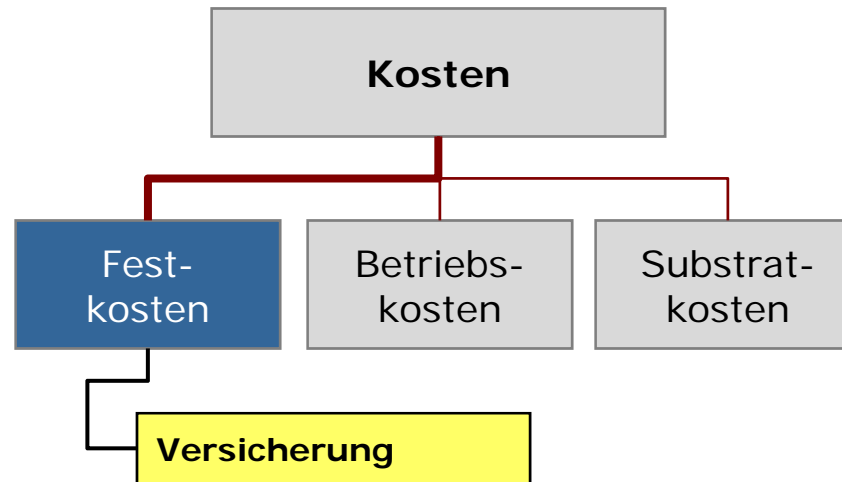 Kosten
Fest-
kosten
Betriebs-
kosten
Substrat-
kosten
Versicherung